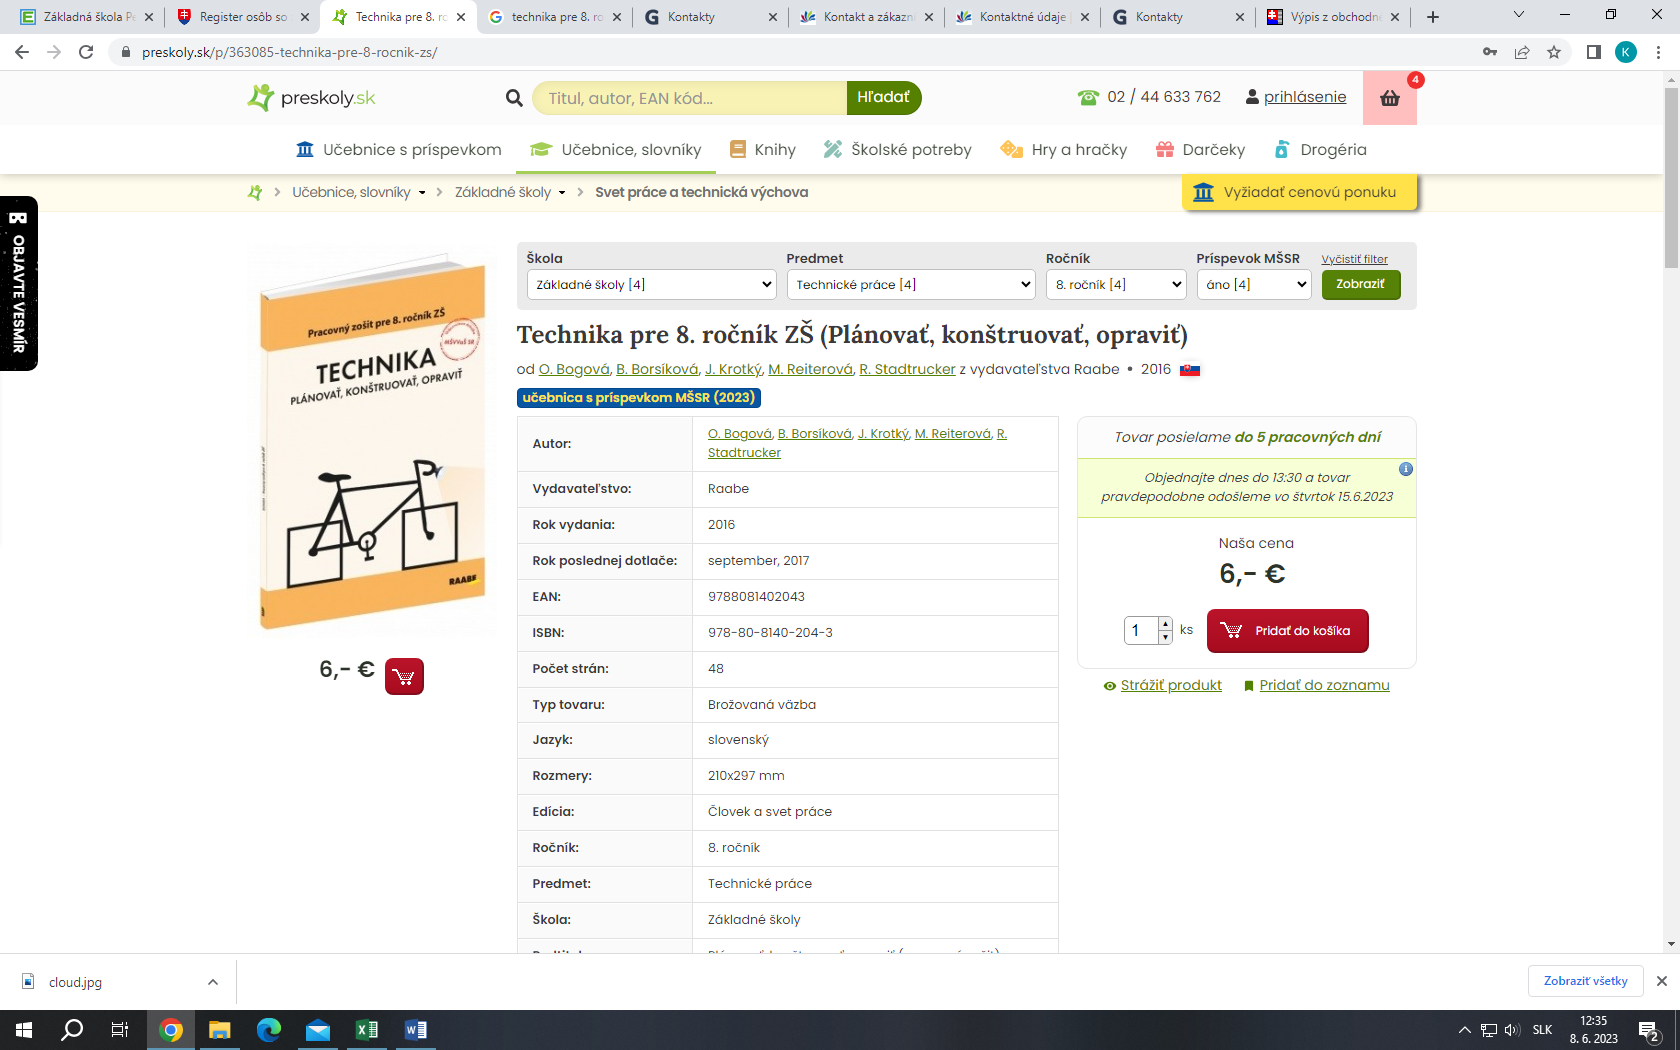 Základná škola Pe
Register osôb so
Technika pre 8. ro
technika pre 8. ro
Kontakty
Kontakt a zákazní
Kontaktné údaje
Kontakty
Výpis z obchodné
preskoly.sk/p/363085-technika-pre-8-rocnik-zs/
K
preskoly.sk
Titul, autor, EAN kód...
Hľadať
02 / 44 633 762
prihlásenie
4
Učebnice s príspevkom
Učebnice, slovníky
Knihy
Školské potreby
Hry a hračky
Darčeky
Drogéria
Učebnice, slovníky
Základné školy
Svet práce a technická výchova
Vyžiadať cenovú ponuku
OBJAVTE VESMÍR
Škola
Predmet
Ročník
Príspevok MŠSR
Vyčistiť filter
Základné školy [4]
Technické práce [4]
8. ročník [4]
áno [4]
Zobraziť
Pracovný zošit pre 8. ročník ZŠ
MŠVVaŠ SR
TECHNIKA
PLÁNOVAŤ, KONŠTRUOVAŤ, OPRAVIŤ
RAABE
6,- €
Technika pre 8. ročník ZŠ (Plánovať, konštruovať, opraviť)
od O. Bogová, B. Borsíková, J. Krotký, M. Reiterová, R. Stadtrucker z vydavateľstva Raabe • 2016
učebnica s príspevkom MŠSR (2023)
Autor: O. Bogová, B. Borsíková, J. Krotký, M. Reiterová, R.
Stadtrucker
Vydavateľstvo: Raabe
Rok vydania: 2016
Rok poslednej dotlače: september, 2017
EAN: 9788081402043
ISBN: 978-80-8140-204-3
Počet strán: 48
Typ tovaru: Brožovaná väzba
Jazyk: slovenský
Rozmery: 210x297 mm
Edícia: Človek a svet práce
Ročník: 8. ročník
Predmet: Technické práce
Škola: Základné školy
Tovar posielame do 5 pracovných dní
Objednajte dnes do 13:30 a tovar
pravdepodobne odošleme vo štvrtok 15.6.2023
Naša cena
6,- €
1
ks
Pridať do košíka
Strážiť produkt
Pridať do zoznamu
cloud.jpg
Zobraziť všetky
SLK
12:35
8. 6. 2023
2